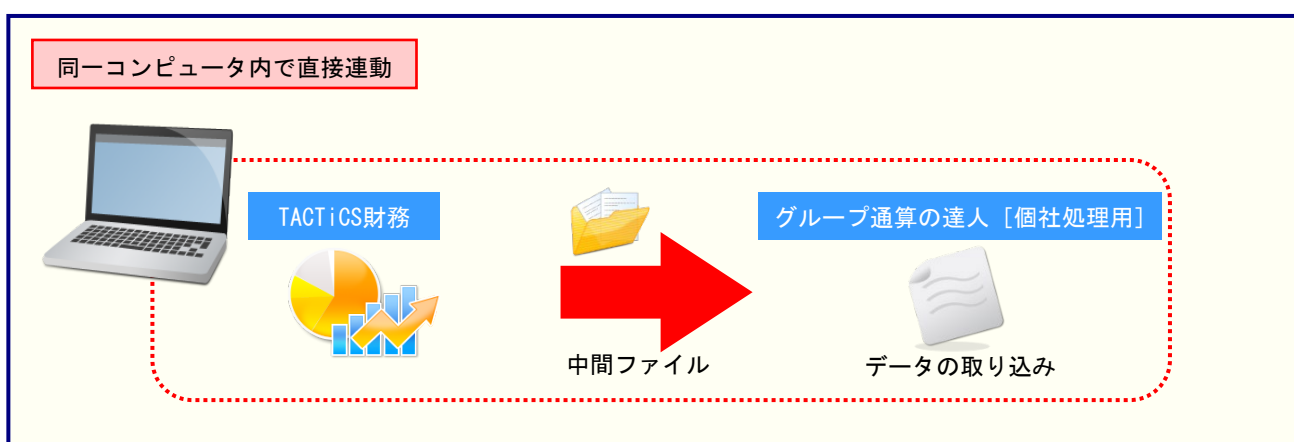 同一コンピュータ内で直接連動
TACTiCS財務
グループ通算の達人［個社処理用］
中間ファイル
データの取り込み